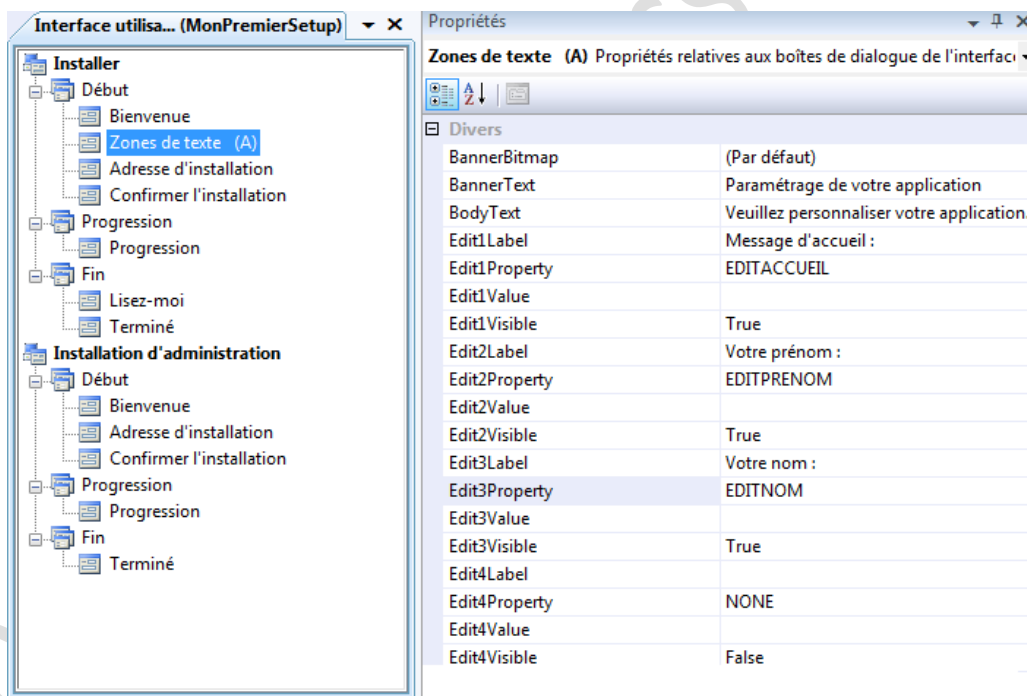 Interface utilisa... (MonPremierSetup)
Installer
Début
Bienvenue
Zones de texte (A)
Adresse d'installation
Confirmer l'installation
Progression
Progression
Fin
Lisez-moi
Terminé
Installation d'administration
Début
Bienvenue
Adresse d'installation
Confirmer l'installation
Progression
Progression
Fin
Terminé
Propriétés
Zones de texte (A) Propriétés relatives aux boîtes de dialogue de l'interfac
Divers
BannerBitmap (Par défaut)
BannerText Paramétrage de votre application
BodyText Veuillez personnaliser votre application.
Edit1Label Message d'accueil :
Edit1Property EDITACCUEIL
Edit1Value
Edit1Visible True
Edit2Label Votre prénom :
Edit2Property EDITPRENOM
Edit2Value
Edit2Visible True
Edit3Label Votre nom :
Edit3Property EDITNOM
Edit3Value
Edit3Visible True
Edit4Label
Edit4Property NONE
Edit4Value
Edit4Visible False